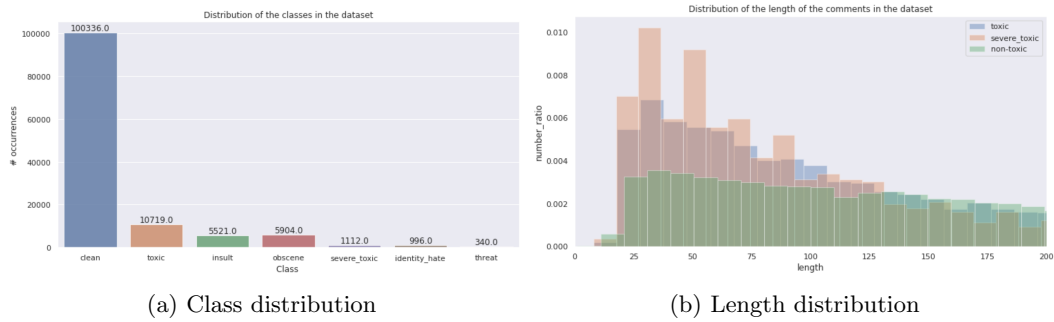 Distribution of the classes in the dataset
100000
80000
60000
40000
20000
0
# occurrences
100336.0
10719.0
5521.0
5904.0
1112.0
996.0
340.0
clean toxic insult obscene severe_toxic identity_hate threat
Class
(a) Class distribution
Distribution of the length of the comments in the dataset
toxic
severe_toxic
non-toxic
0.010
0.008
0.006
0.004
0.002
0.000
number_ratio
0 25 50 75 100 125 150 175 200
length
(b) Length distribution